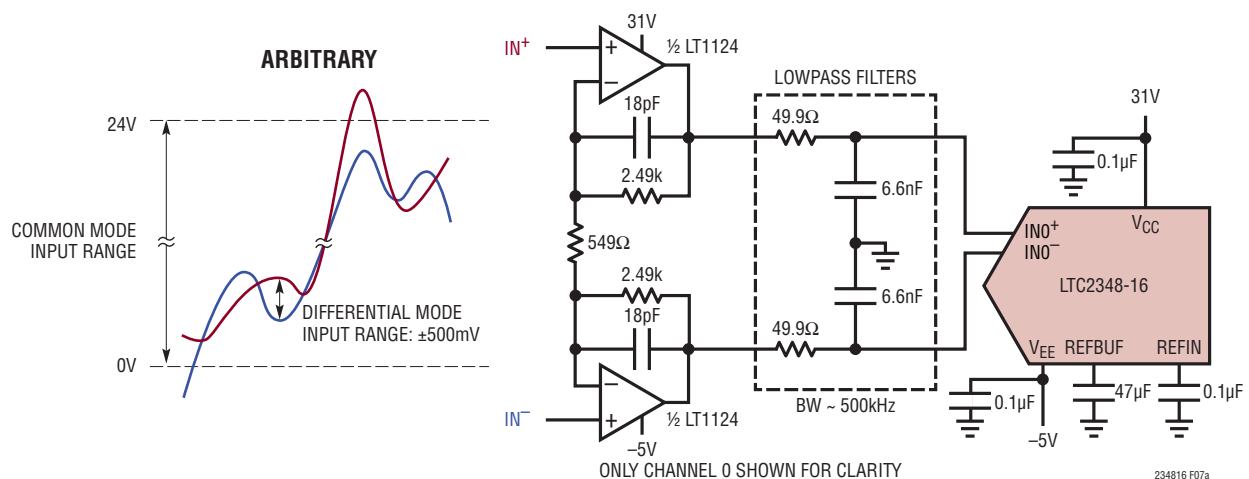 ARBITRARY
24V
COMMON MODE
INPUT RANGE
0V
DIFFERENTIAL MODE
INPUT RANGE: ±500mV
IN+
31V
½ LT1124
+
–
18pF
2.49k
549Ω
2.49k
18pF
–
+
IN–
½ LT1124
–5V
LOWPASS FILTERS
49.9Ω
6.6nF
6.6nF
49.9Ω
BW ~ 500kHz
31V
0.1µF
VCC
IN0+
IN0–
LTC2348-16
VEE
REFBUF
REFIN
0.1µF
47µF
0.1µF
–5V
ONLY CHANNEL 0 SHOWN FOR CLARITY
234816 F07a